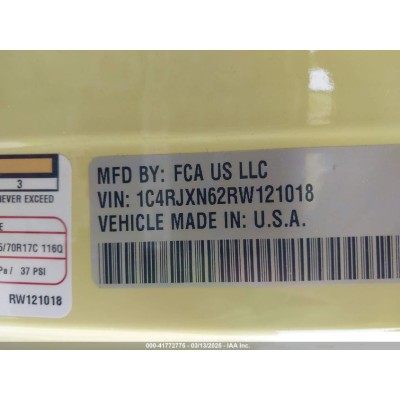 MFD BY: FCA US LLC
VIN: 1C4RJXN62RW121018
VEHICLE MADE IN: U.S.A.
3
NEVER EXCEED
E
5/70R17C 116Q
Pa / 37 PSI
RW121018
000-41772775 - 03/13/2025 - IAA Inc.